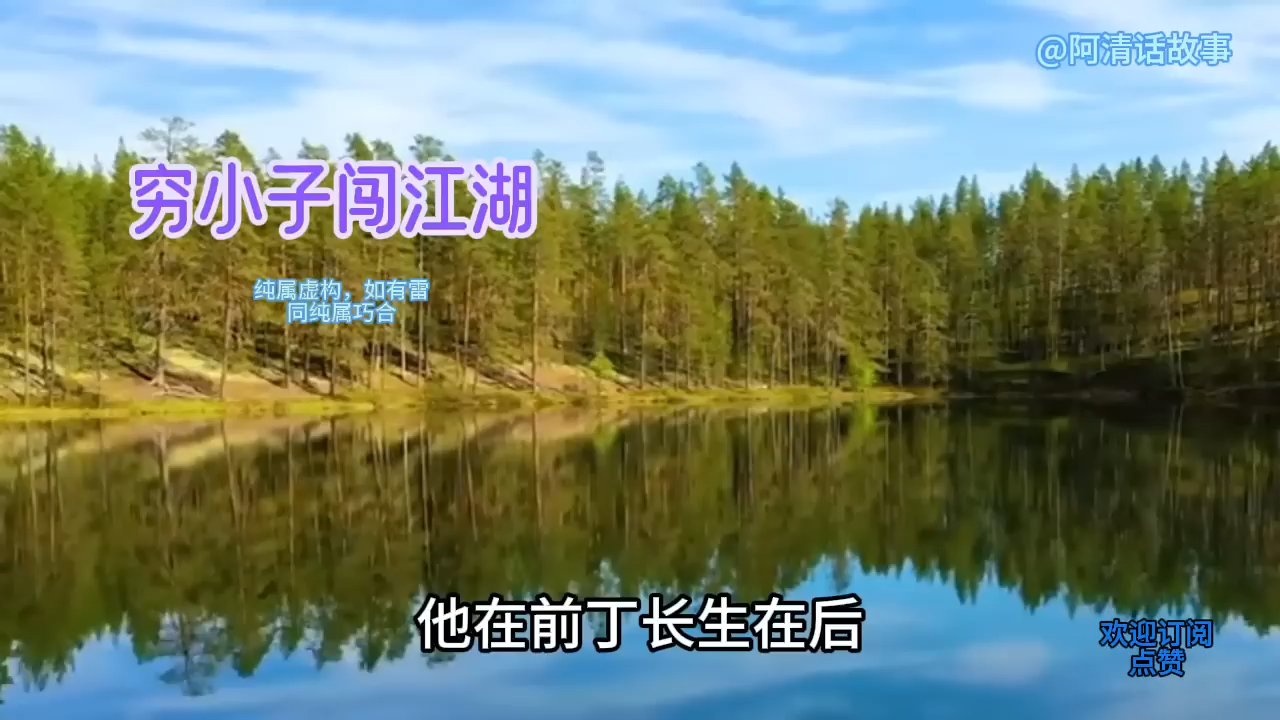 @阿清话故事
穷小子闯江湖
纯属虚构，如有雷
同纯属巧合
他在前丁长生在后
欢迎订阅
点赞